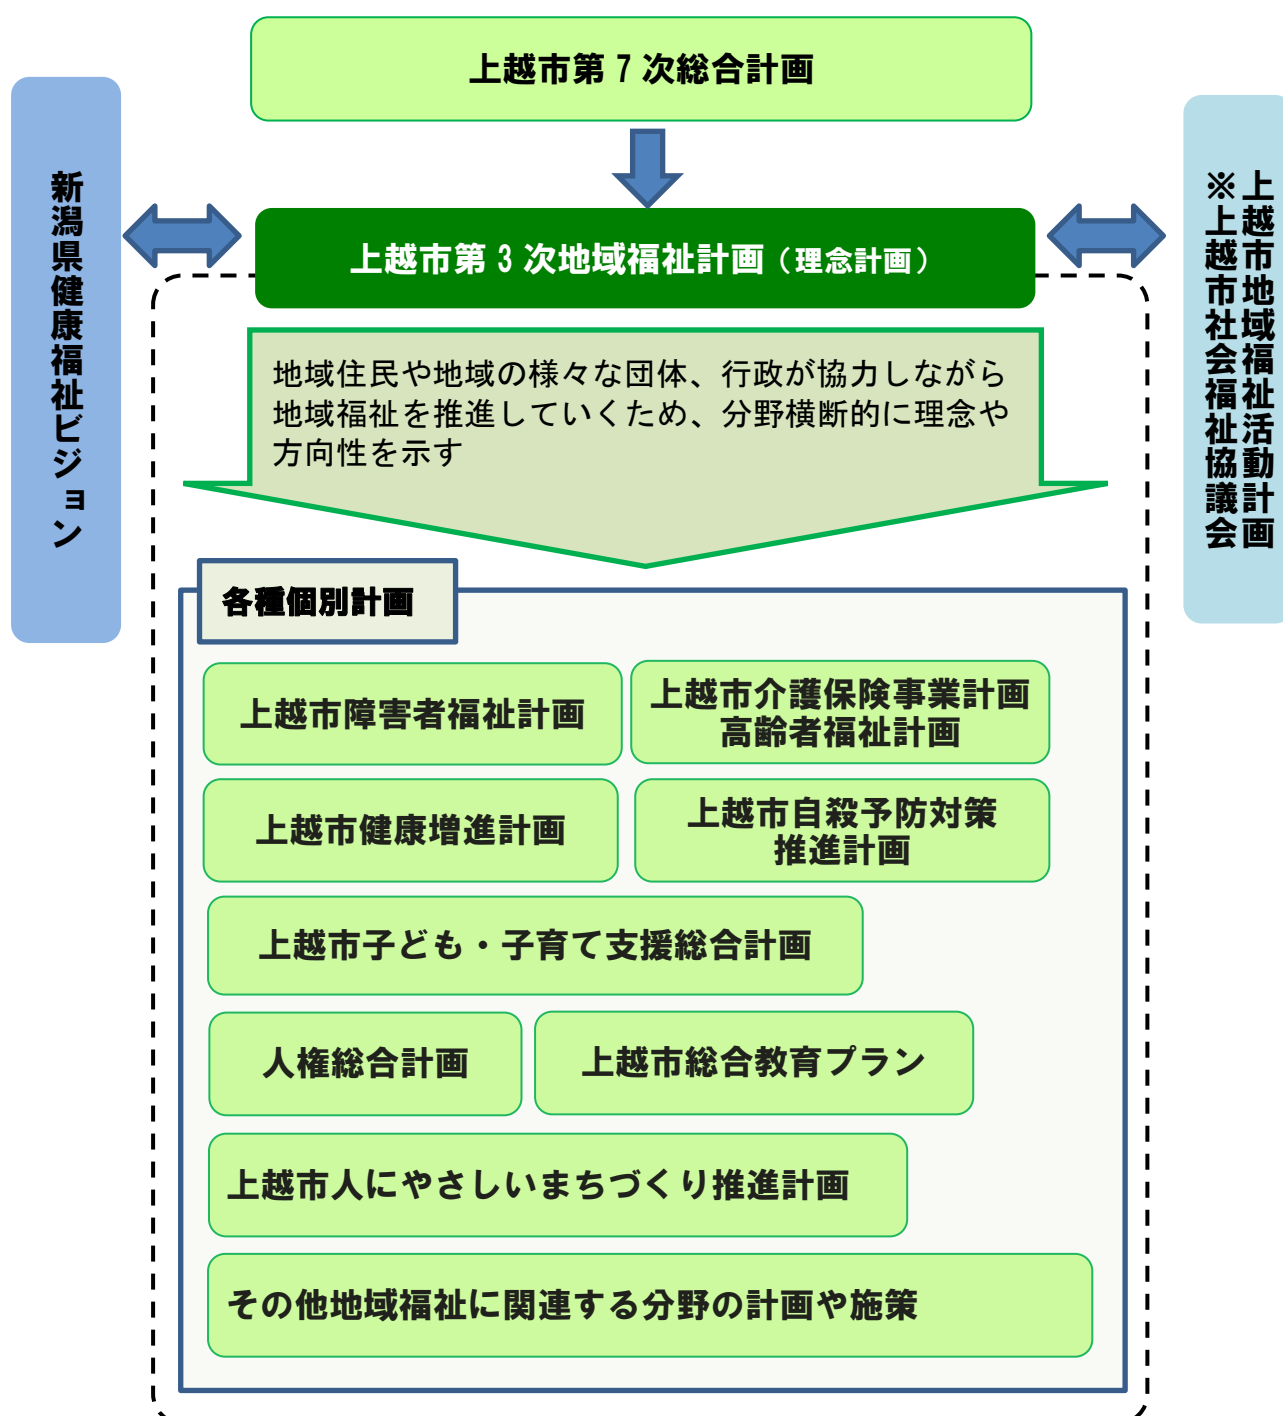 上越市第７次総合計画
新潟県健康福祉ビジョン
上越市第３次地域福祉計画（理念計画）
上越市地域福祉活動計画
※上越市社会福祉協議会
地域住民や地域の様々な団体、行政が協力しながら
地域福祉を推進していくため、分野横断的に理念や
方向性を示す
各種個別計画
上越市障害者福祉計画
上越市介護保険事業計画
高齢者福祉計画
上越市健康増進計画
上越市自殺予防対策
推進計画
上越市子ども・子育て支援総合計画
人権総合計画
上越市総合教育プラン
上越市人にやさしいまちづくり推進計画
その他地域福祉に関連する分野の計画や施策